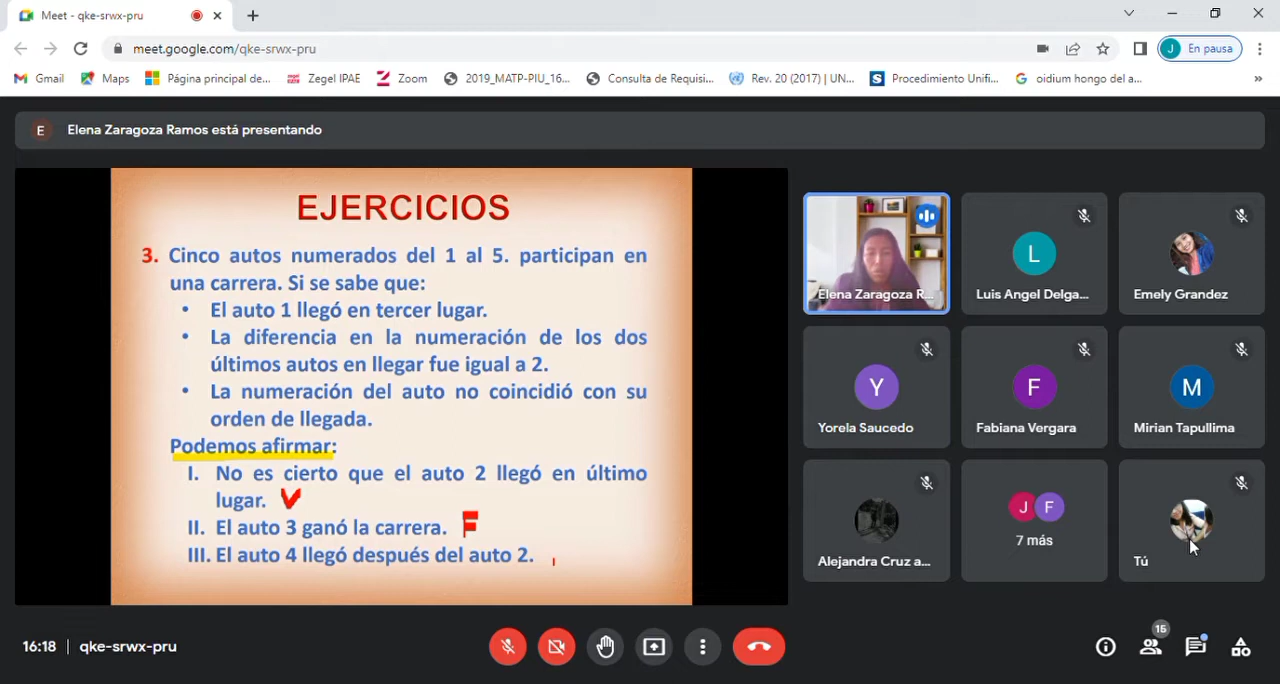 Meet - qke-srwx-pru
meet.google.com/qke-srwx-pru
J En pausa
Gmail Maps Página principal de... Zegel IPAE Zoom 2019_MATP-PIU_16... Consulta de Requisi... Rev. 20 (2017) | UN... S Procedimiento Unifi... oidium hongo del a... »
E Elena Zaragoza Ramos está presentando
EJERCICIOS
3. Cinco autos numerados del 1 al 5. participan en
una carrera. Si se sabe que:
• El auto 1 llegó en tercer lugar.
• La diferencia en la numeración de los dos
últimos autos en llegar fue igual a 2.
• La numeración del auto no coincidió con su
orden de llegada.
Podemos afirmar:
I. No es cierto que el auto 2 llegó en último
lugar. V
II. El auto 3 ganó la carrera. F
III. El auto 4 llegó después del auto 2.
Elena Zaragoza R...
L
Luis Angel Delga...
Emely Grandez
Y
Yorela Saucedo
F
Fabiana Vergara
M
Mirian Tapullima
Alejandra Cruz a...
J F
7 más
Tú
16:18 | qke-srwx-pru
15